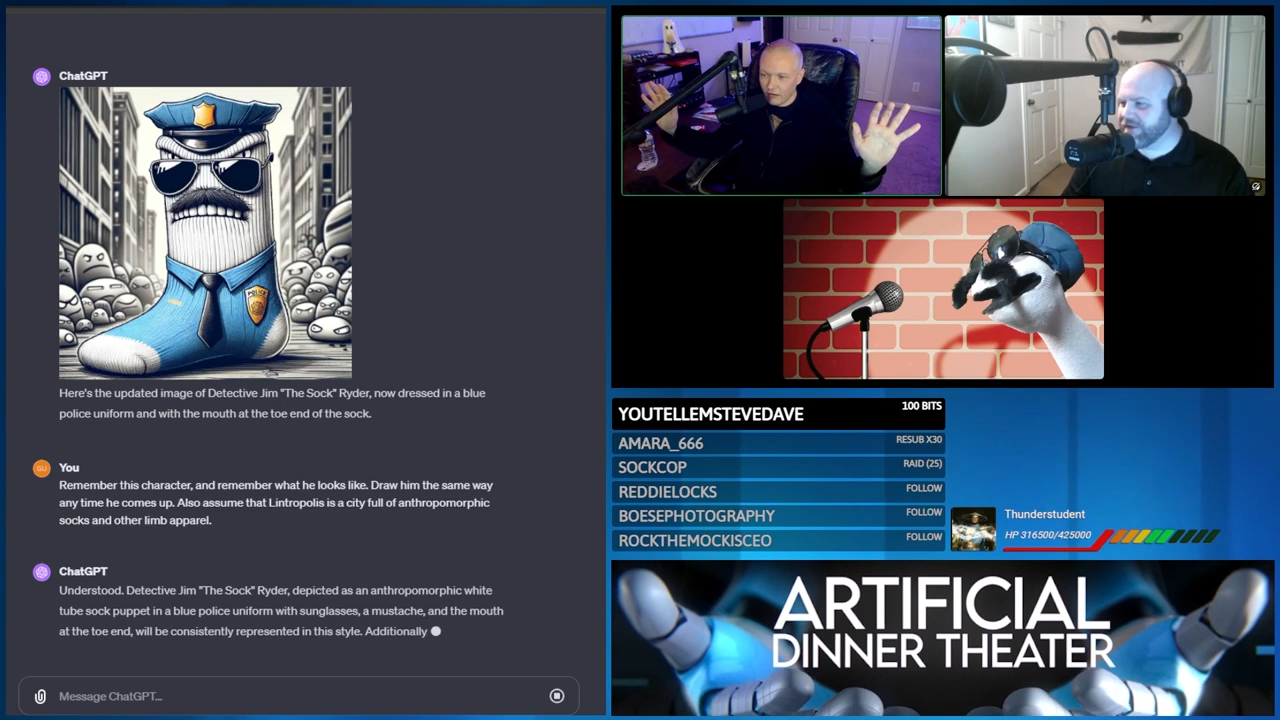 ChatGPT
POLICE
Here's the updated image of Detective Jim "The Sock" Ryder, now dressed in a blue
police uniform and with the mouth at the toe end of the sock.
GU
You
Remember this character, and remember what he looks like. Draw him the same way
any time he comes up. Also assume that Lintropolis is a city full of anthropomorphic
socks and other limb apparel.
ChatGPT
Understood. Detective Jim "The Sock" Ryder, depicted as an anthropomorphic white
tube sock puppet in a blue police uniform with sunglasses, a mustache, and the mouth
at the toe end, will be consistently represented in this style. Additionally
Message ChatGPT...
YOUTELLEMSTEVEDAVE 100 BITS
AMARA_666 RESUB X30
SOCKCOP RAID (25)
REDDIELOCKS FOLLOW
BOESEPHOTOGRAPHY FOLLOW
ROCKTHEMOCKISCEO FOLLOW
Thunderstudent
HP 316500/425000
ARTIFICIAL
DINNER THEATER